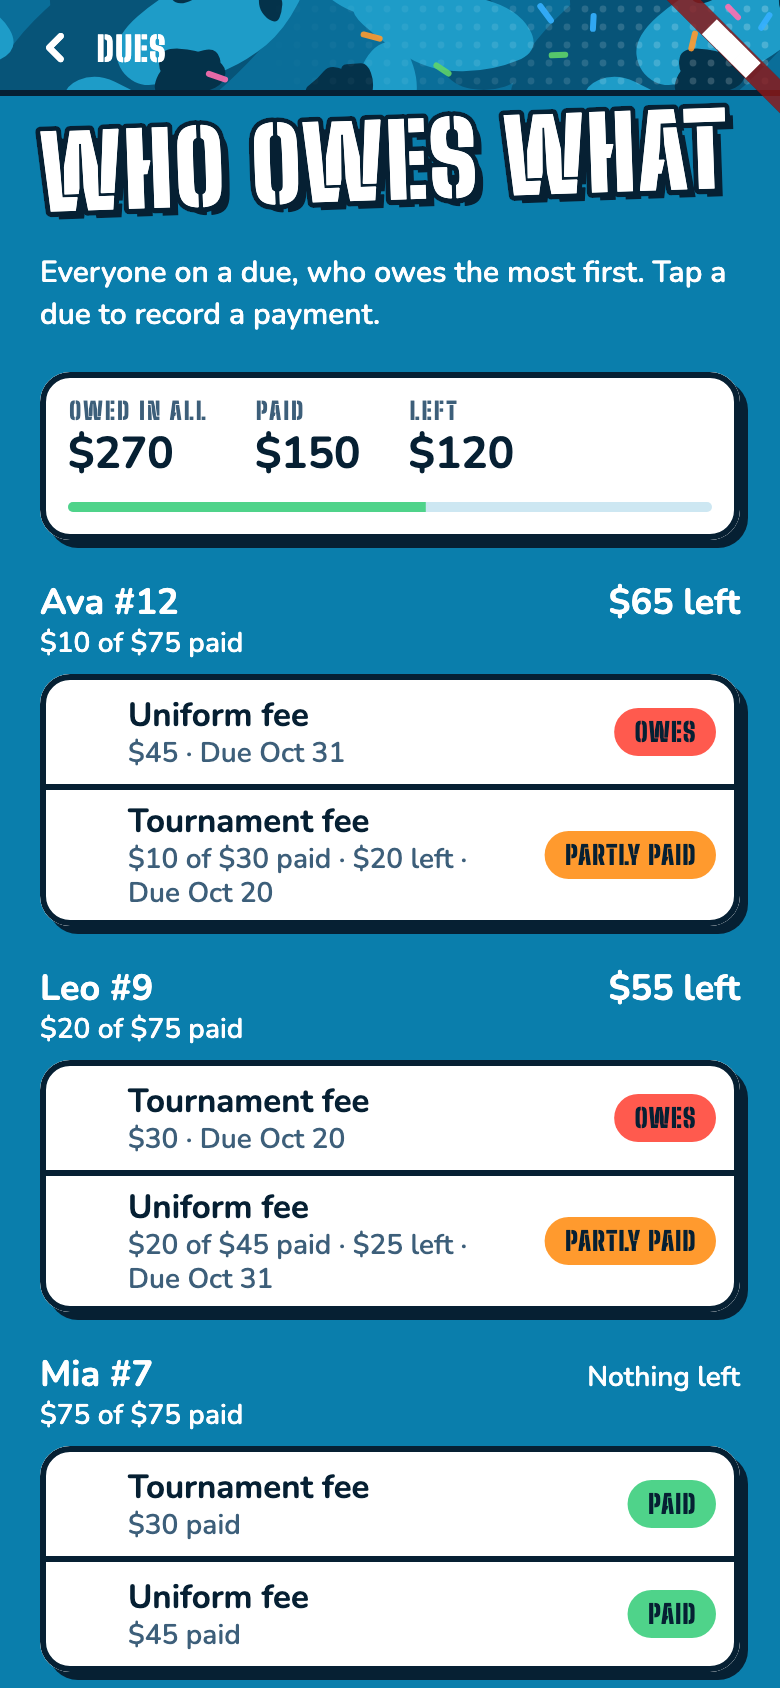 DUES
WHO OWES WHAT
Everyone on a due, who owes the most first. Tap a
due to record a payment.
OWED IN ALL PAID LEFT
$270 $150 $120
Ava #12 $65 left
$10 of $75 paid
Uniform fee
$45 · Due Oct 31
OWES
Tournament fee
$10 of $30 paid · $20 left ·
Due Oct 20
PARTLY PAID
Leo #9 $55 left
$20 of $75 paid
Tournament fee
$30 · Due Oct 20
OWES
Uniform fee
$20 of $45 paid · $25 left ·
Due Oct 31
PARTLY PAID
Mia #7 Nothing left
$75 of $75 paid
Tournament fee
$30 paid
PAID
Uniform fee
$45 paid
PAID